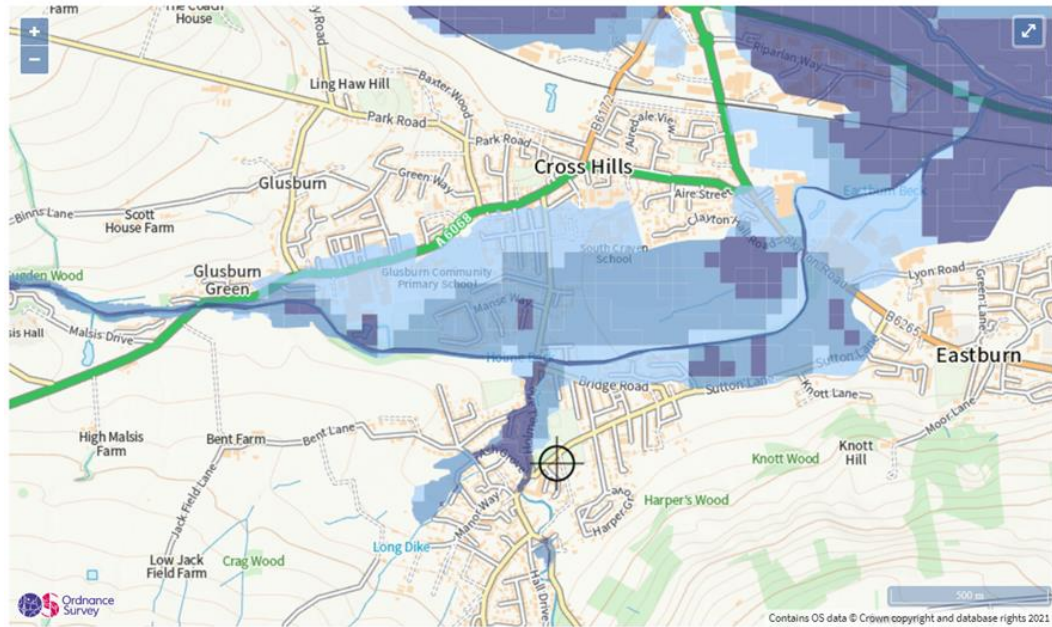 Farm
The Coach
House
Ling Haw Hill
Baxter Wood
Park Road
Park Road
B6172
Airedale View
Riparian Way
Cross Hills
Green Way
Glusburn
Aire Street
Binns Lane
Scott
House Farm
A 6068
Clayton Hall Road
Eastburn Beck
South Craven
School
Glusburn
Green
Glusburn Community
Primary School
Lyon Road
Green Lane
Manse Way
Malsis Drive
B6265
Holme Beck
Sutton Lane
Eastburn
Bridge Road
Sutton Lane
Knott Lane
Moor Lane
High Malsis
Farm
Bent Farm
Bent Lane
Knott
Hill
Knott Wood
Jack Field Lane
Harper's Wood
Manor Way
Harper Grove
Long Dike
Low Jack
Field Farm
Crag Wood
Hall Drive
500 m
Ordnance
Survey
Contains OS data © Crown copyright and database rights 2021